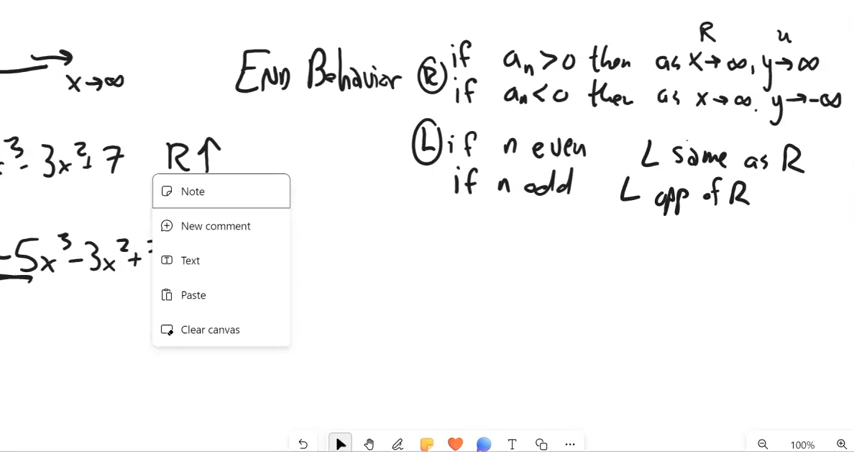 x→∞
END Behavior
R u
Ⓡ if aₙ>0 then as x→∞, y→∞
if aₙ<0 then as x→∞. y→-∞
Ⓛ if n even L same as R
if n odd L opp of R
³-3x²+7 R↑
-5x³-3x²+
Note
New comment
Text
Paste
Clear canvas
T
100%